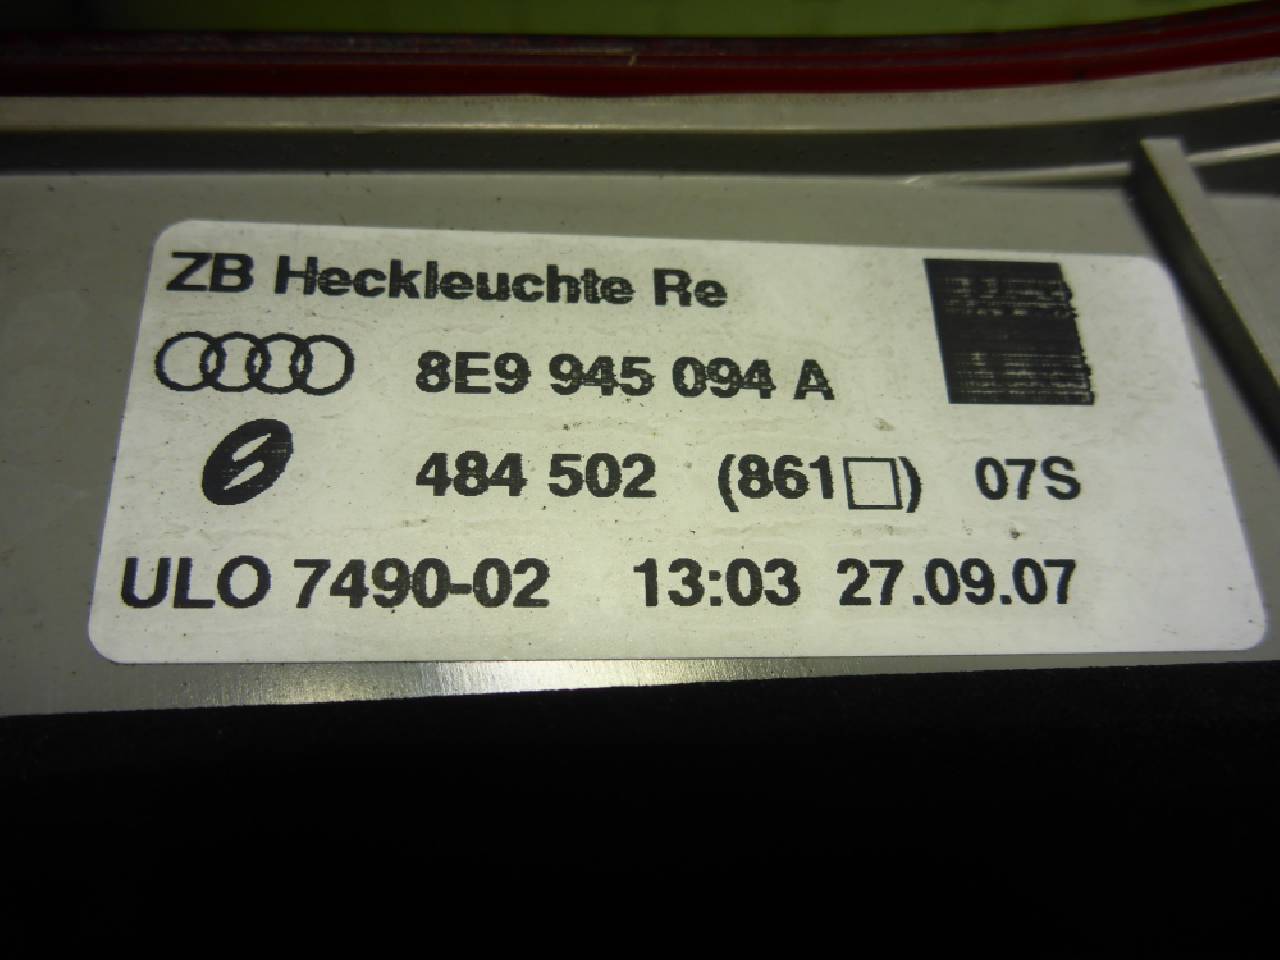 ZB Heckleuchte Re
8E9 945 094 A
484 502 (861□) 07S
ULO 7490-02 13:03 27.09.07